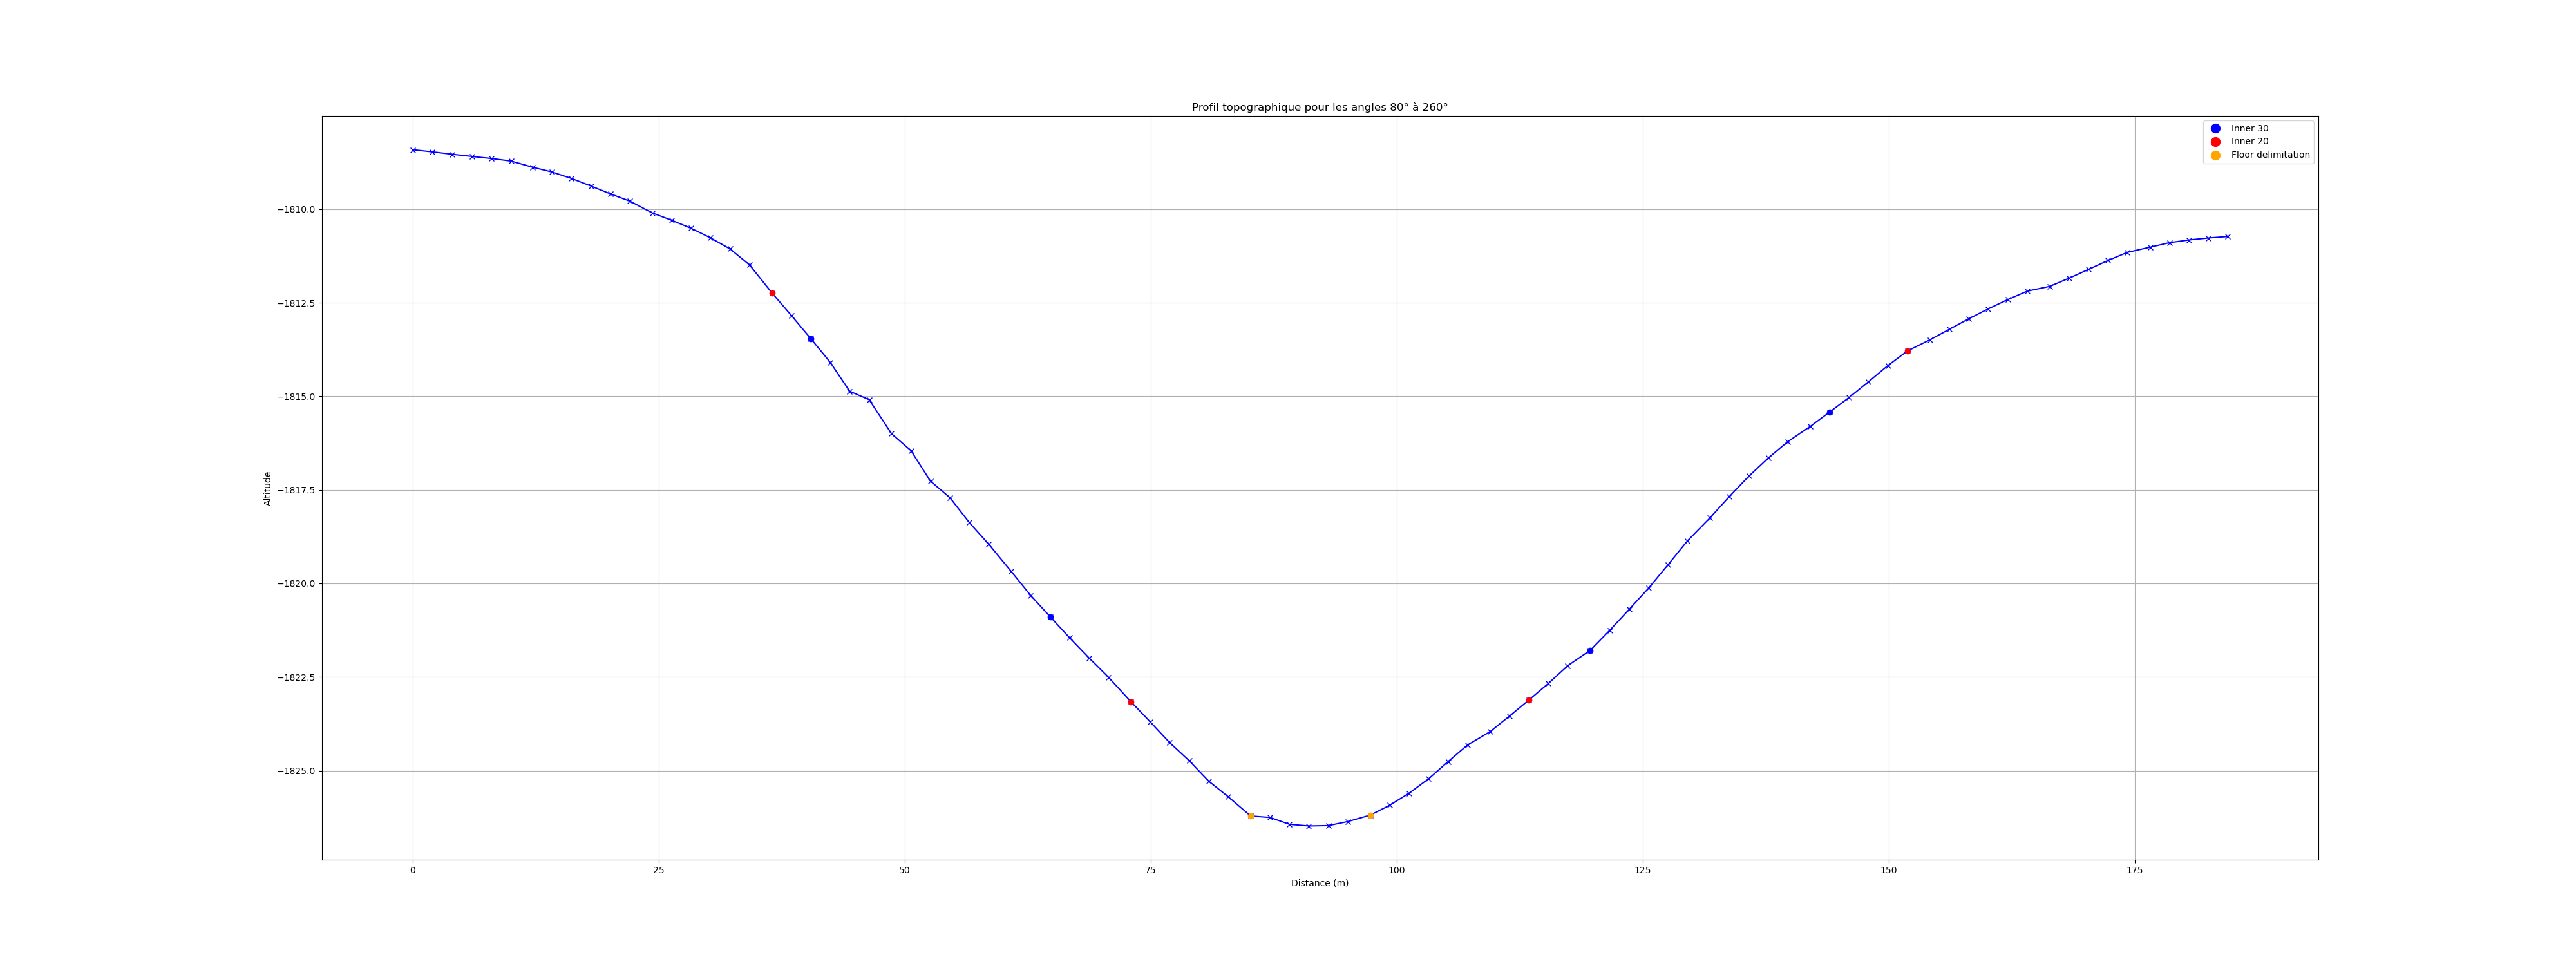 Profil topographique pour les angles 80° à 260°
Inner 30
Inner 20
Floor delimitation
−1810.0
−1812.5
−1815.0
−1817.5
−1820.0
−1822.5
−1825.0
Altitude
0 25 50 75 100 125 150 175
Distance (m)